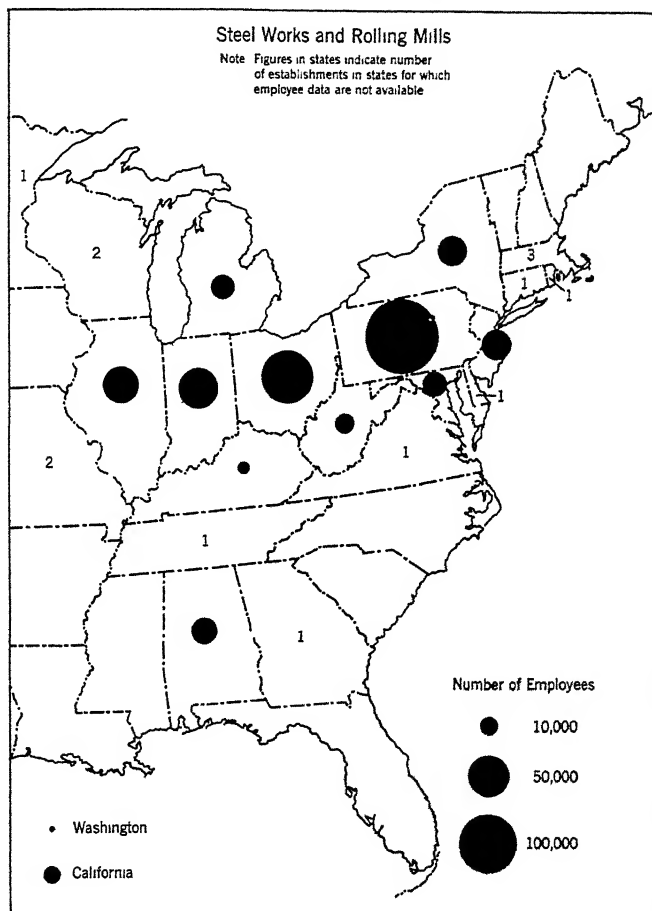 Steel Works and Rolling Mills
Note Figures in states indicate number
of establishments in states for which
employee data are not available
1
2
3
1
1
1
2
1
1
1
Number of Employees
10,000
50,000
100,000
Washington
California